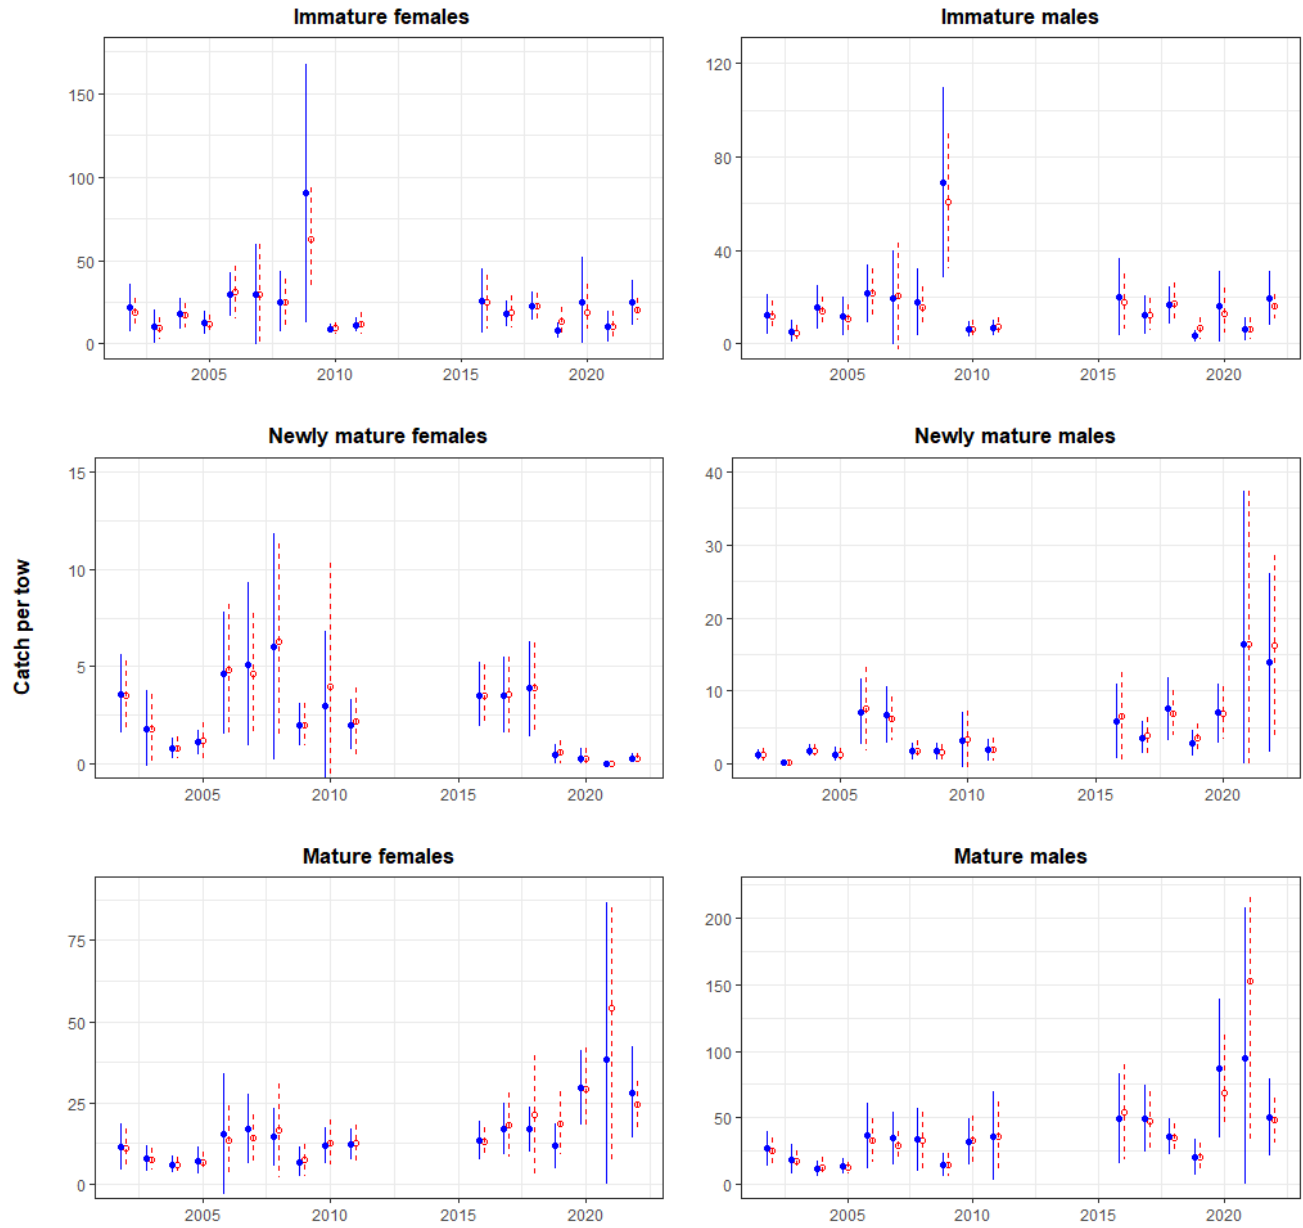 Immature females
Immature males
150
100
50
0
2005 2010 2015 2020
120
80
40
0
2005 2010 2015 2020
Newly mature females
Newly mature males
Catch per tow
15
10
5
0
2005 2010 2015 2020
40
30
20
10
0
2005 2010 2015 2020
Mature females
Mature males
75
50
25
0
2005 2010 2015 2020
200
150
100
50
0
2005 2010 2015 2020